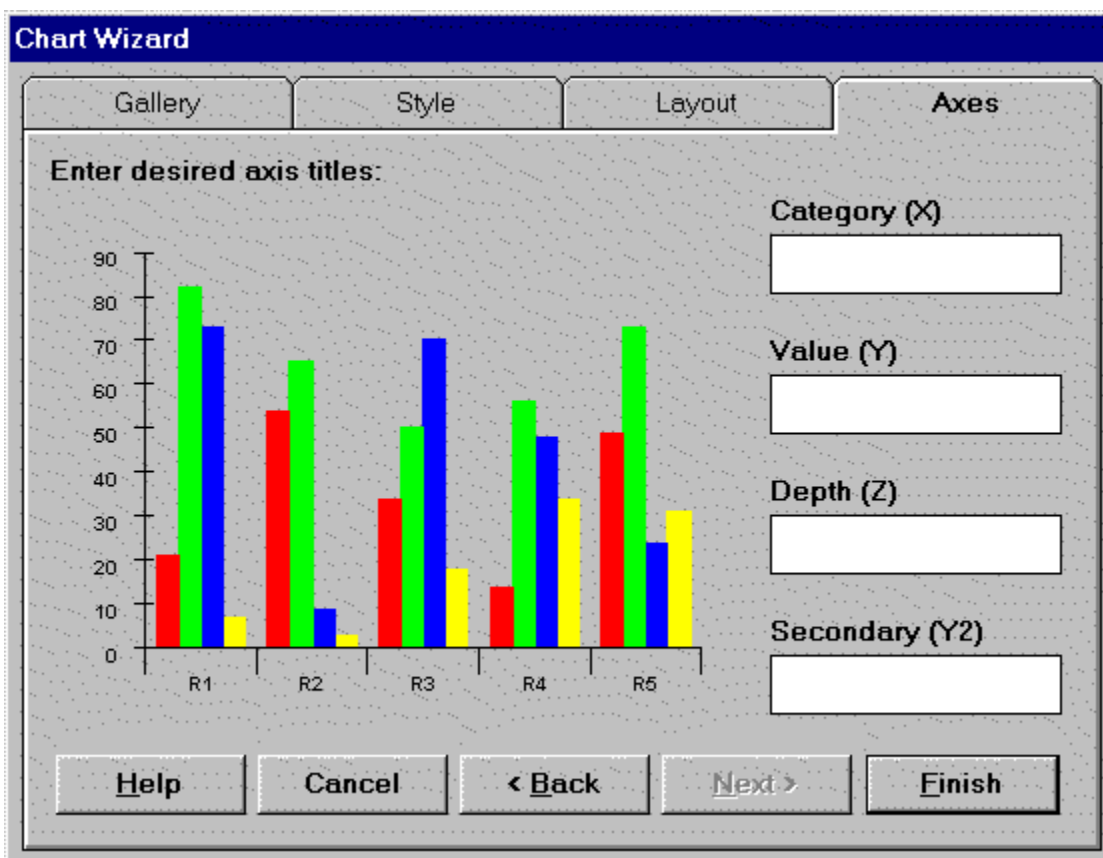 Chart Wizard
Gallery Style Layout Axes
Enter desired axis titles:
Category (X)
90
80
70
Value (Y)
60
50
40
Depth (Z)
30
20
10
Secondary (Y2)
0
R1 R2 R3 R4 R5
Help Cancel < Back Next > Finish